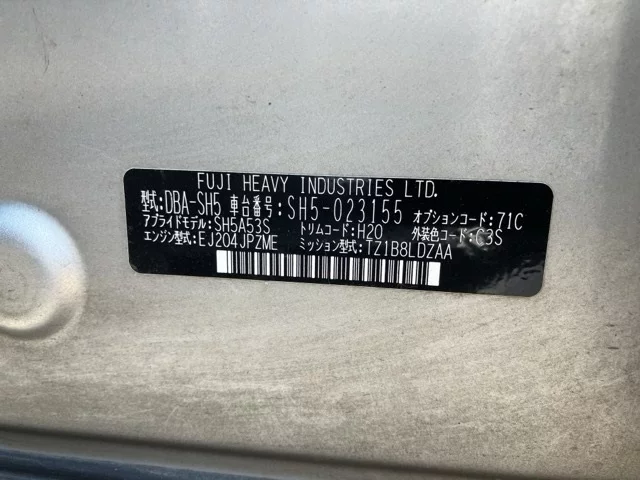 FUJI HEAVY INDUSTRIES LTD.
型式:DBA-SH5 車台番号:SH5-023155 オプションコード:71C
アプライドモデル:SH5A53S トリムコード:H20 外装色コード:C3S
エンジン型式:EJ204JPZME ミッション型式:TZ1B8LDZAA